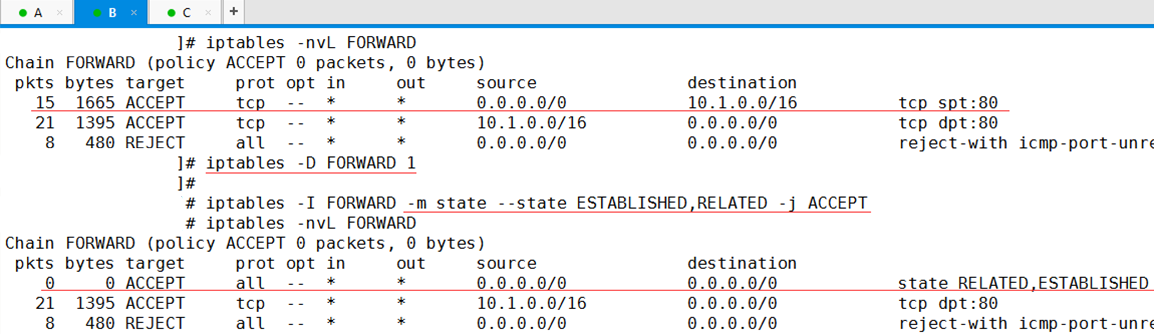 A × B × C × +
]# iptables -nvL FORWARD
Chain FORWARD (policy ACCEPT 0 packets, 0 bytes)
pkts bytes target prot opt in out source destination
15 1665 ACCEPT tcp -- * * 0.0.0.0/0 10.1.0.0/16 tcp spt:80
21 1395 ACCEPT tcp -- * * 10.1.0.0/16 0.0.0.0/0 tcp dpt:80
8 480 REJECT all -- * * 0.0.0.0/0 0.0.0.0/0 reject-with icmp-port-unre
]# iptables -D FORWARD 1
]#
# iptables -I FORWARD -m state --state ESTABLISHED,RELATED -j ACCEPT
# iptables -nvL FORWARD
Chain FORWARD (policy ACCEPT 0 packets, 0 bytes)
pkts bytes target prot opt in out source destination
0 0 ACCEPT all -- * * 0.0.0.0/0 0.0.0.0/0 state RELATED,ESTABLISHED
21 1395 ACCEPT tcp -- * * 10.1.0.0/16 0.0.0.0/0 tcp dpt:80
8 480 REJECT all -- * * 0.0.0.0/0 0.0.0.0/0 reject-with icmp-port-unre